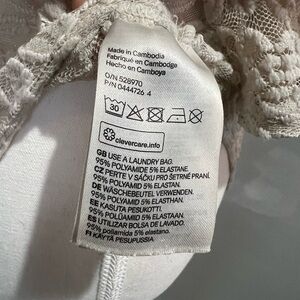 Made in Cambodia
Fabriqué en Cambodge
Hecho en Camboya
O/N 528970
P/N 0444726 4
30
clevercare.info
GB USE A LAUNDRY BAG.
95% POLYAMIDE 5% ELASTANE.
CZ PERTE V SÁČKU PRO ŠETRNÉ PRANÍ.
95% POLYAMID 5% ELASTAN.
DE WÄSCHEBEUTEL VERWENDEN.
95% POLYAMID 5% ELASTHAN.
EE KASUTA PESUKOTTI.
95% POLÜAMIID 5% ELASTAAN.
ES UTILIZAR BOLSA DE LAVADO.
95% poliamida 5% elastano.
FI KÄYTÄ PESUPUSSIA.